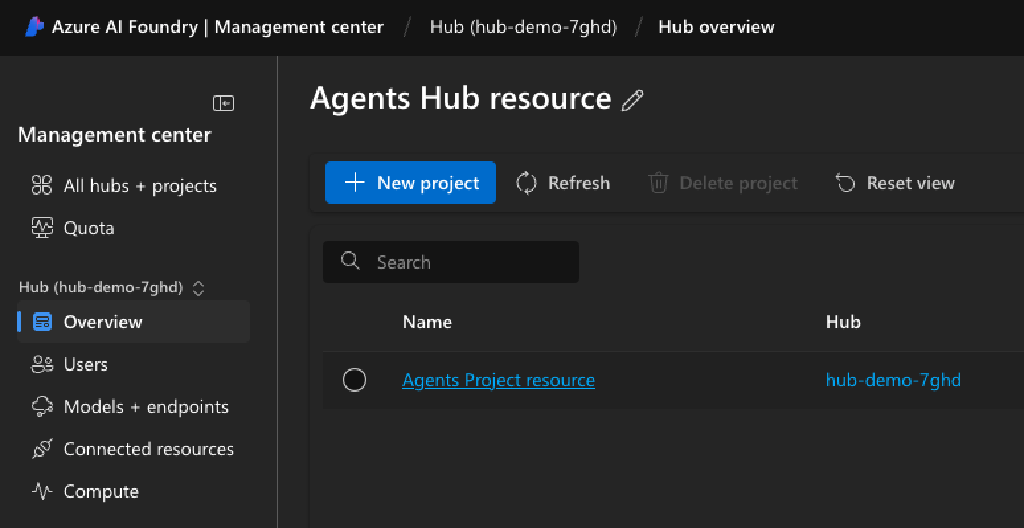 Azure AI Foundry | Management center / Hub (hub-demo-7ghd) / Hub overview
Management center
All hubs + projects
Quota
Hub (hub-demo-7ghd)
Overview
Users
Models + endpoints
Connected resources
Compute
Agents Hub resource
New project Refresh Delete project Reset view
Search
Name Hub
Agents Project resource hub-demo-7ghd